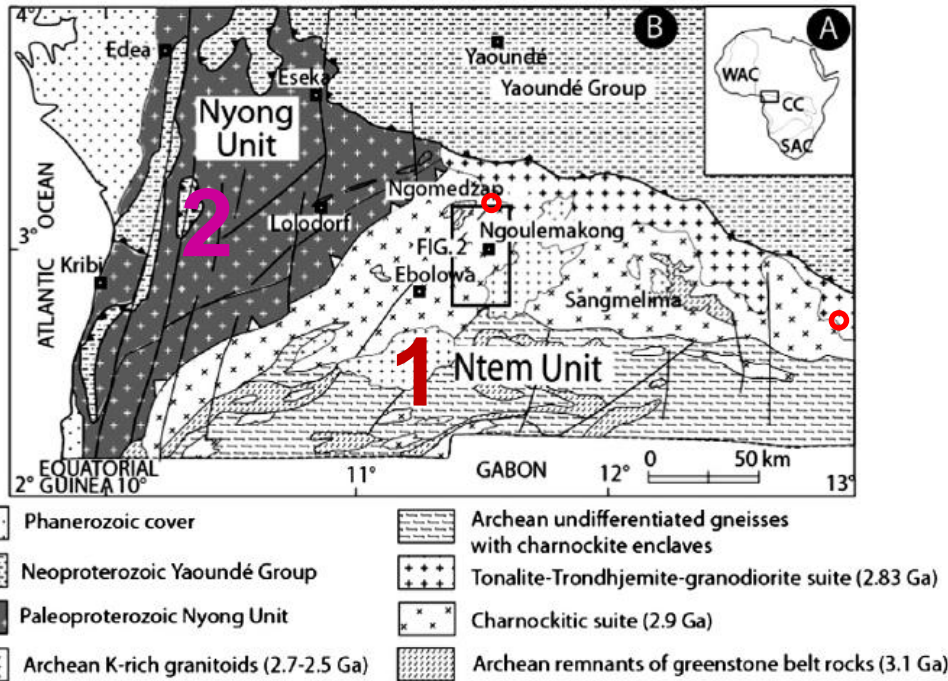 4°
B
A
Edea
Yaoundé
Yaoundé Group
WAC
CC
SAC
Eseka
Nyong
Unit
ATLANTIC OCEAN
2
Ngomedzap
Lolodorf
3°
FIG.2
Ngoulemakong
Kribi
Ebolowa
Sangmelima
1
Ntem Unit
EQUATORIAL
GUINEA
2°
10°
11°
GABON
12°
0 50 km
13°
Phanerozoic cover
Neoproterozoic Yaoundé Group
Paleoproterozoic Nyong Unit
Archean K-rich granitoids (2.7-2.5 Ga)
Archean undifferentiated gneisses
with charnockite enclaves
Tonalite-Trondhjemite-granodiorite suite (2.83 Ga)
Charnockitic suite (2.9 Ga)
Archean remnants of greenstone belt rocks (3.1 Ga)